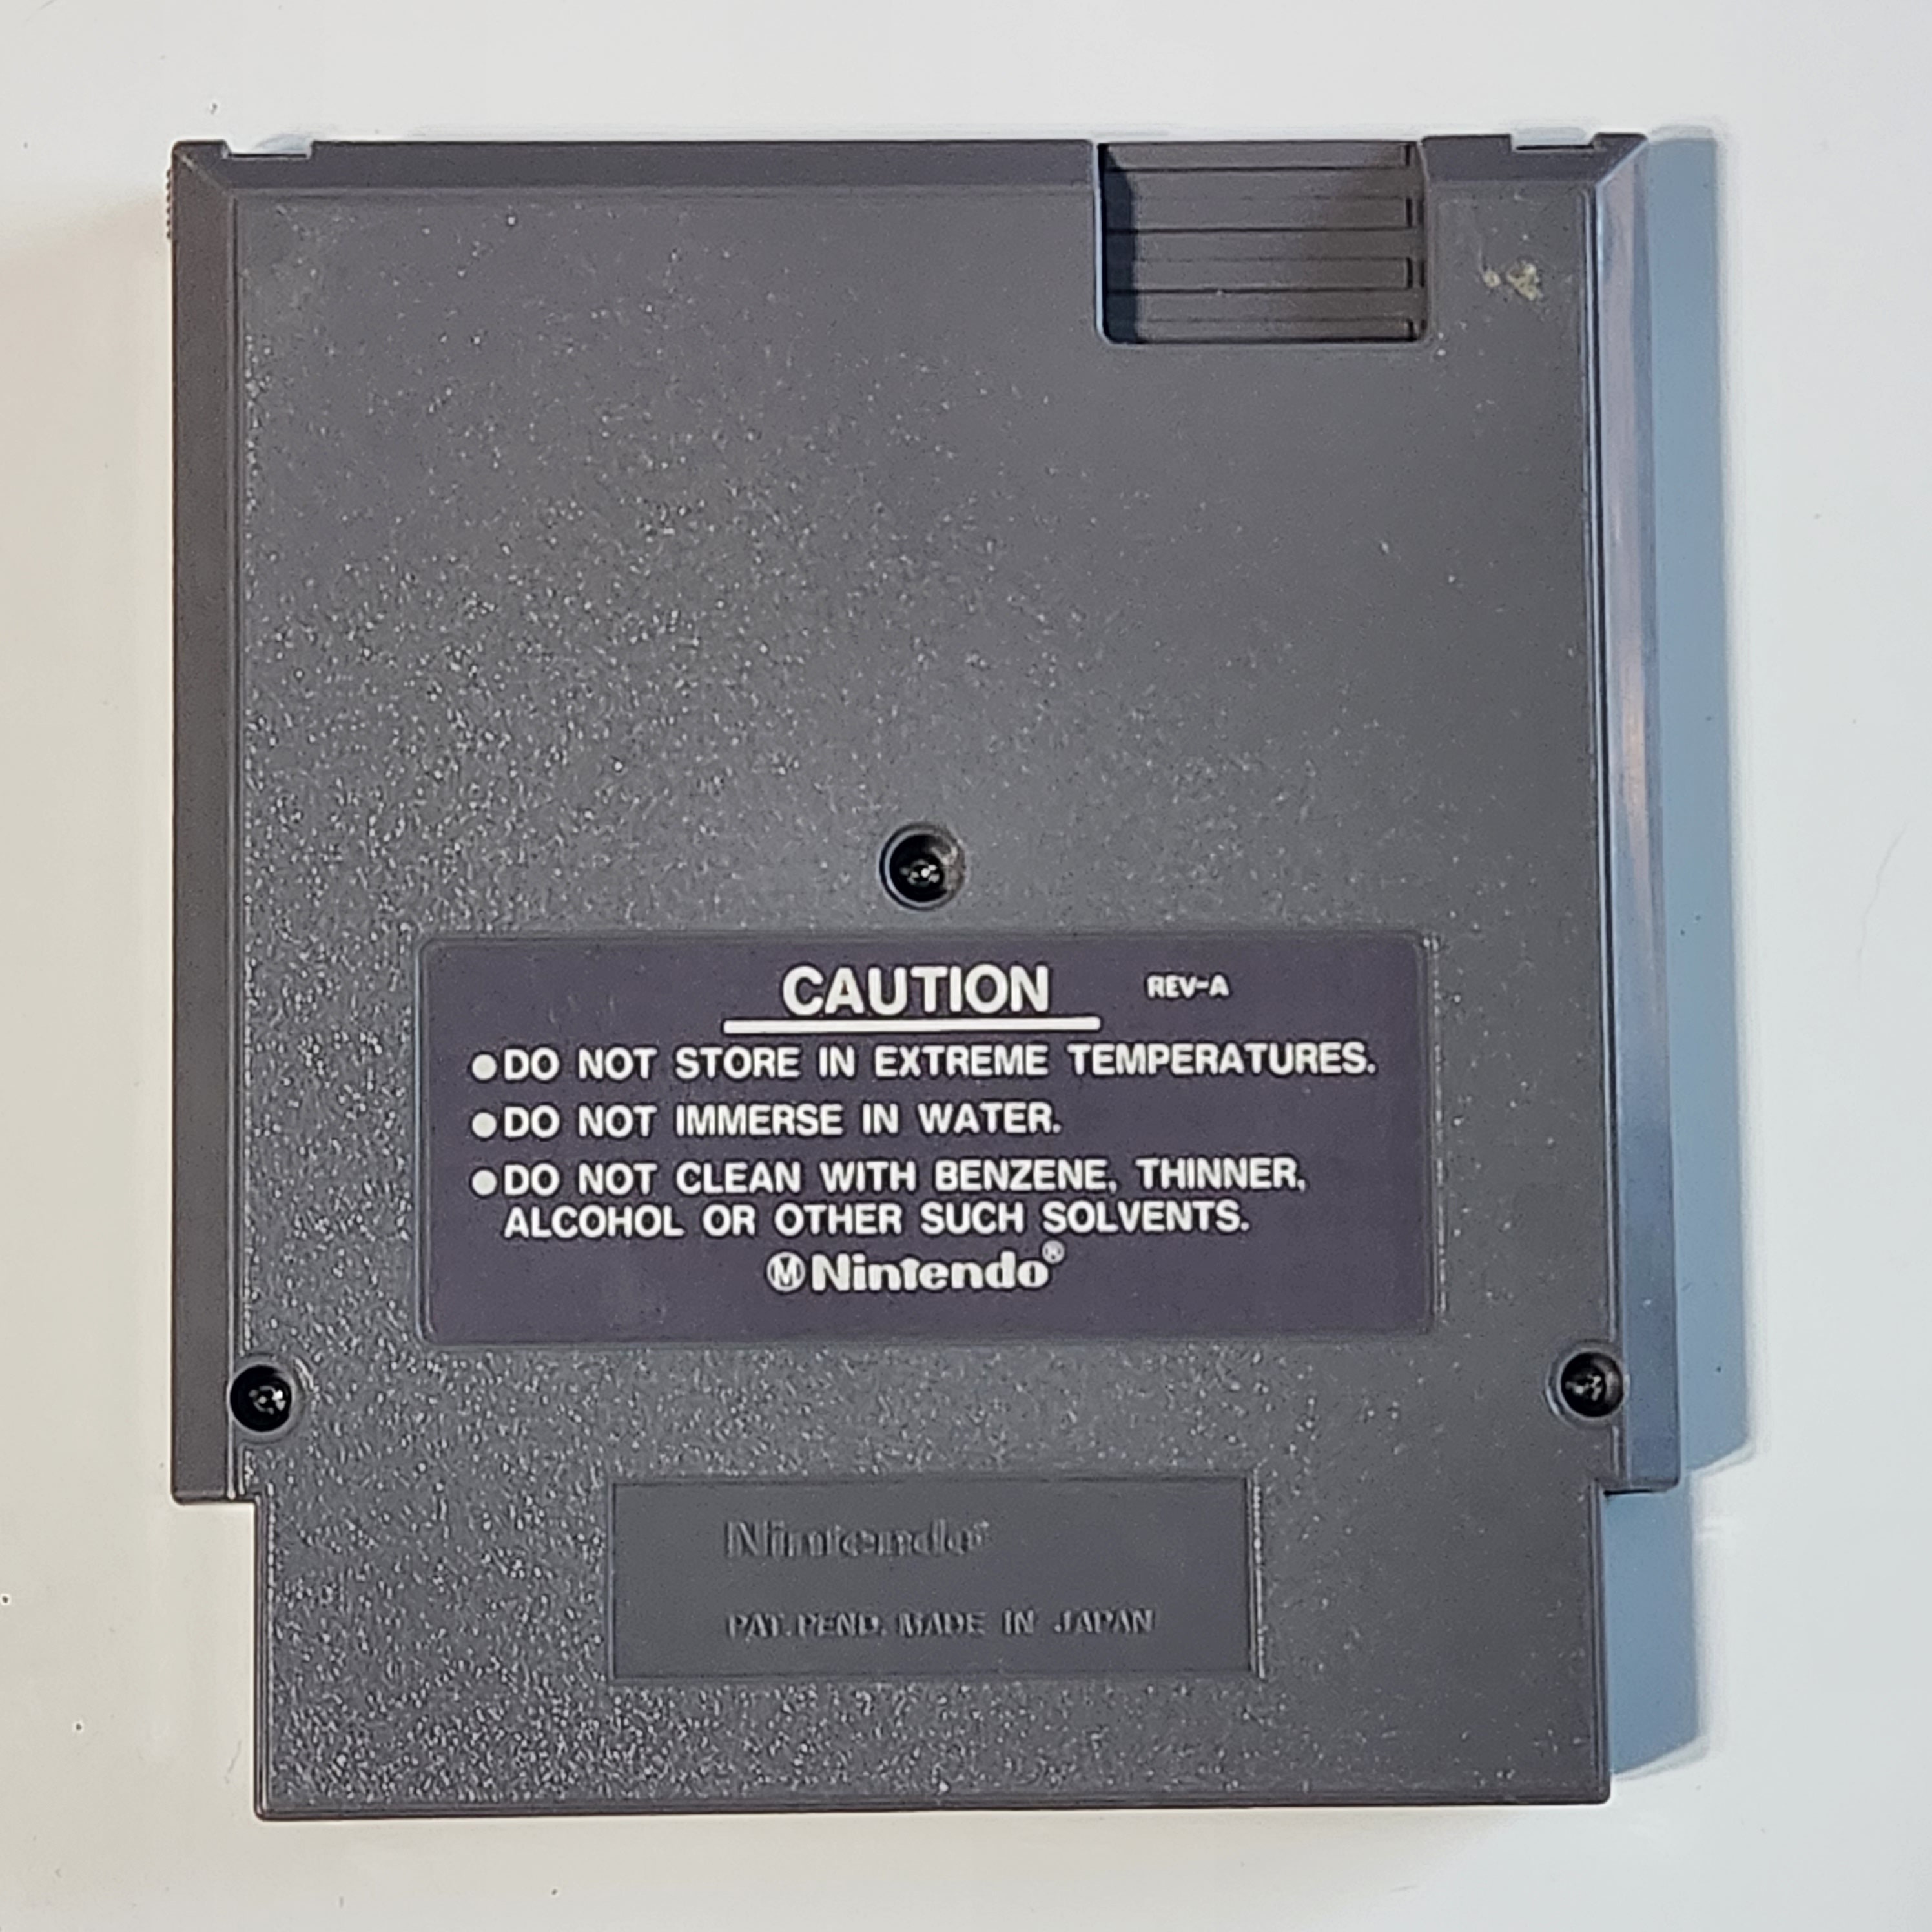 CAUTION REV-A
●DO NOT STORE IN EXTREME TEMPERATURES.
●DO NOT IMMERSE IN WATER.
●DO NOT CLEAN WITH BENZENE, THINNER,
ALCOHOL OR OTHER SUCH SOLVENTS.
ⓂNintendo®
Nintendo®
PAT. PEND. MADE IN JAPAN